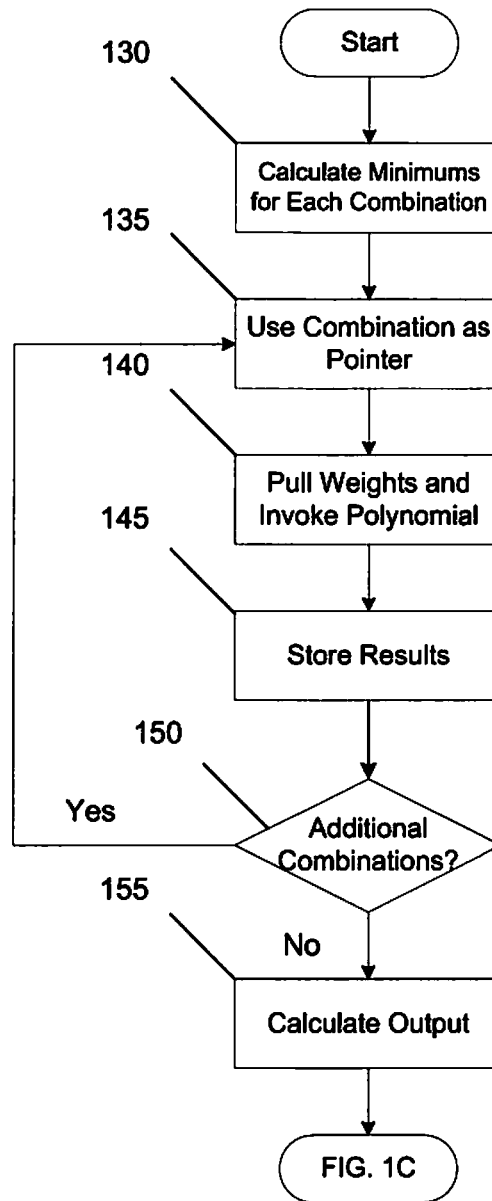 Start
130
Calculate Minimums
for Each Combination
135
Use Combination as
Pointer
140
Pull Weights and
Invoke Polynomial
145
Store Results
150
Yes
Additional
Combinations?
155
No
Calculate Output
FIG. 1C